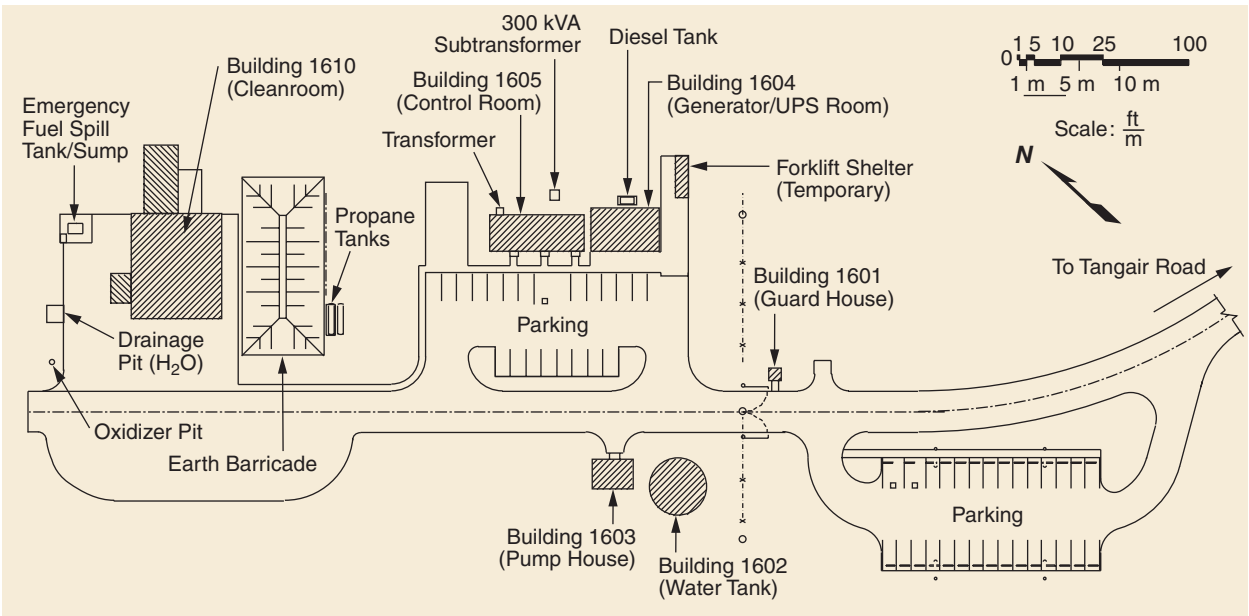 300 kVA
Subtransformer
Diesel Tank
1 5 10 25 100
0
1 m 5 m 10 m
Scale: ft
m
N
Building 1610
(Cleanroom)
Building 1605
(Control Room)
Building 1604
(Generator/UPS Room)
Emergency
Fuel Spill
Tank/Sump
Transformer
Forklift Shelter
(Temporary)
Propane
Tanks
To Tangair Road
Building 1601
(Guard House)
Parking
Drainage
Pit (H₂O)
Oxidizer Pit
Earth Barricade
Building 1603
(Pump House)
Building 1602
(Water Tank)
Parking